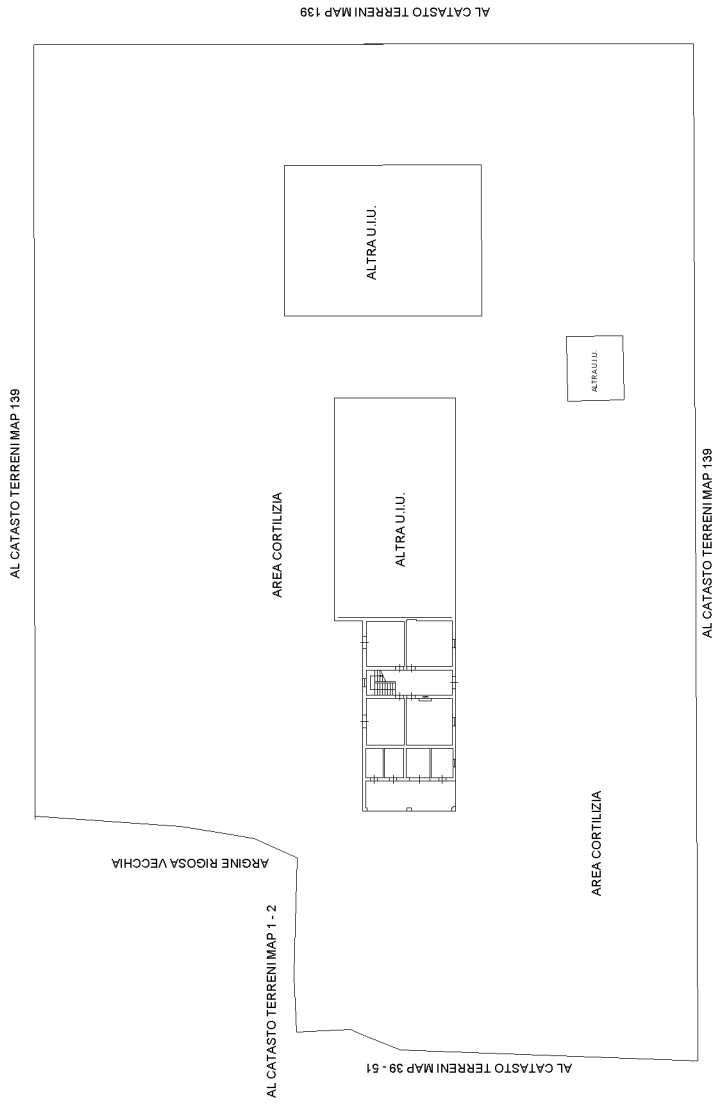 AL CATASTO TERRENI MAP 139
AL CATASTO TERRENI MAP 139
ALTRA U.I.U.
ALTRA U.I.U.
AREA CORTILIZIA
ALTRA U.I.U.
AL CATASTO TERRENI MAP 139
ARGINE RIGOSA VECCHIA
AREA CORTILIZIA
AL CATASTO TERRENI MAP 1 - 2
AL CATASTO TERRENI MAP 39 - 51